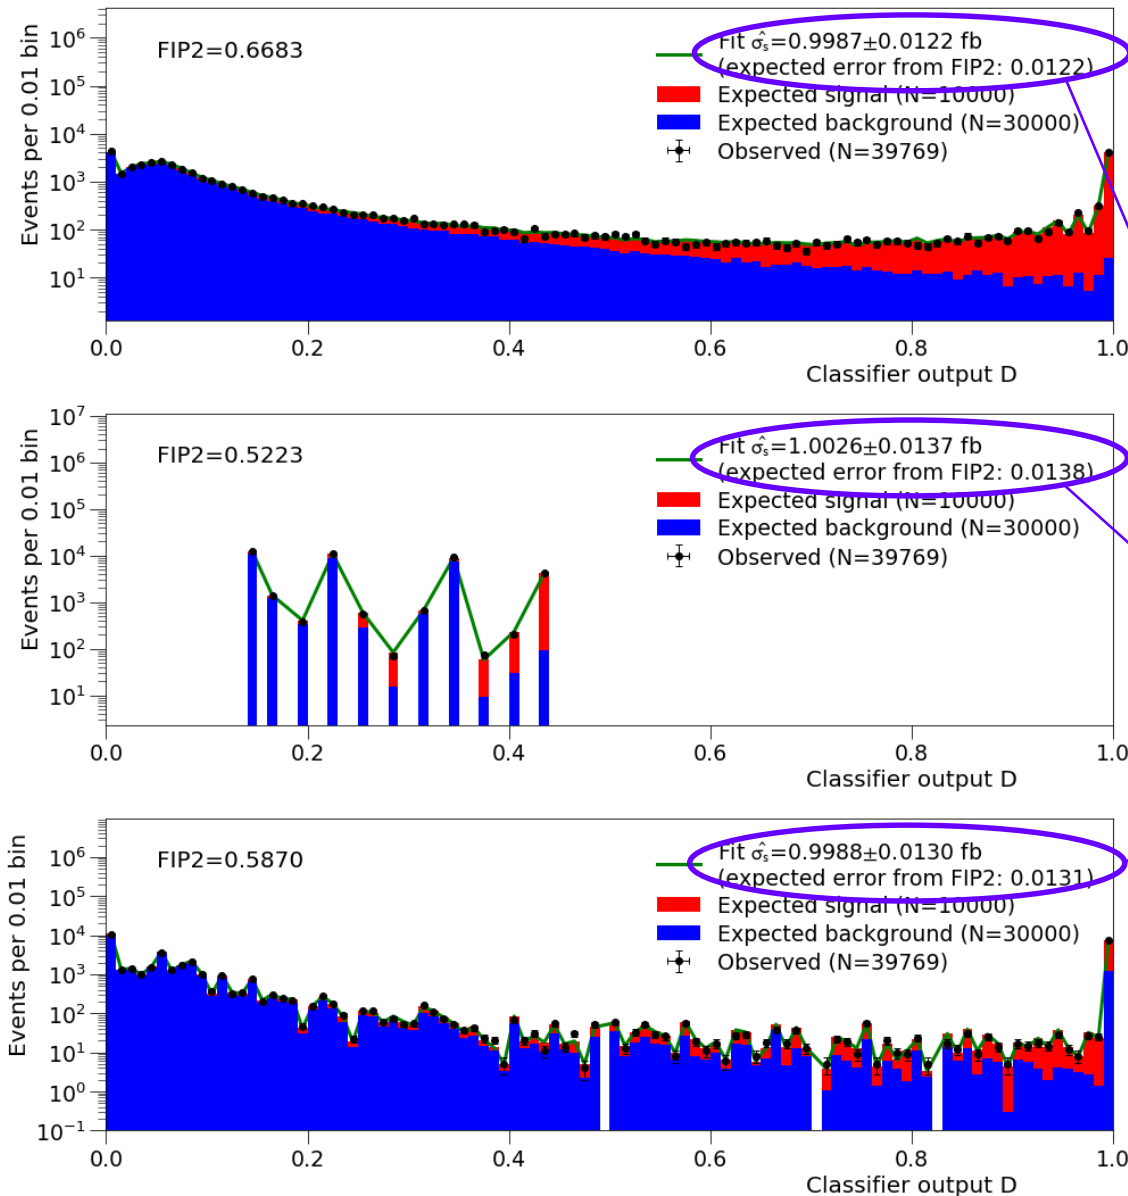 FIP2=0.6683
Fit σ̂ₛ=0.9987±0.0122 fb
(expected error from FIP2: 0.0122)
Expected signal (N=10000)
Expected background (N=30000)
Observed (N=39769)
Events per 0.01 bin
10⁶
10⁵
10⁴
10³
10²
10¹
0.0 0.2 0.4 0.6 0.8 1.0
Classifier output D
FIP2=0.5223
Fit σ̂ₛ=1.0026±0.0137 fb
(expected error from FIP2: 0.0138)
Expected signal (N=10000)
Expected background (N=30000)
Observed (N=39769)
Events per 0.01 bin
10⁷
10⁶
10⁵
10⁴
10³
10²
10¹
0.0 0.2 0.4 0.6 0.8 1.0
Classifier output D
FIP2=0.5870
Fit σ̂ₛ=0.9988±0.0130 fb
(expected error from FIP2: 0.0131)
Expected signal (N=10000)
Expected background (N=30000)
Observed (N=39769)
Events per 0.01 bin
10⁶
10⁵
10⁴
10³
10²
10¹
10⁰
10⁻¹
0.0 0.2 0.4 0.6 0.8 1.0
Classifier output D